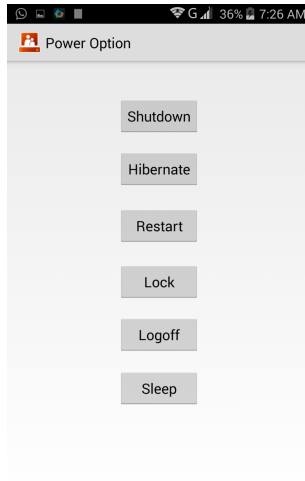 G 36% 7:26 AM
Power Option
Shutdown
Hibernate
Restart
Lock
Logoff
Sleep